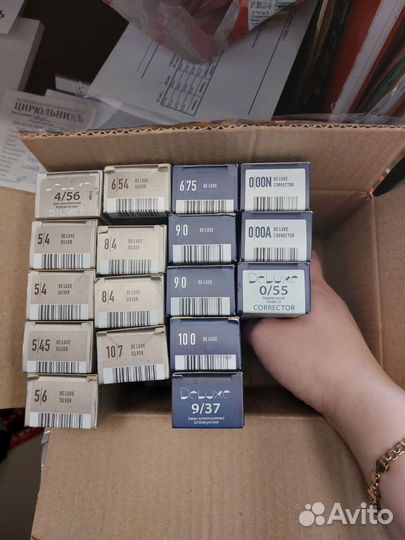 ЦИРЮЛЬНИКЪ
4/56
6/54 DE LUXE SILVER
6/75 DE LUXE
0/00N DE LUXE CORRECTOR
5/4 DE LUXE SILVER
8/4 DE LUXE SILVER
9/0 DE LUXE
0/00A DE LUXE CORRECTOR
5/4 DE LUXE SILVER
8/4 DE LUXE SILVER
9/0 DE LUXE
DeLuxe
0/55
CORRECTOR
5/45 DE LUXE SILVER
10/7 DE LUXE SILVER
10/0 DE LUXE
5/6 DE LUXE SILVER
DeLuxe
9/37
Avito